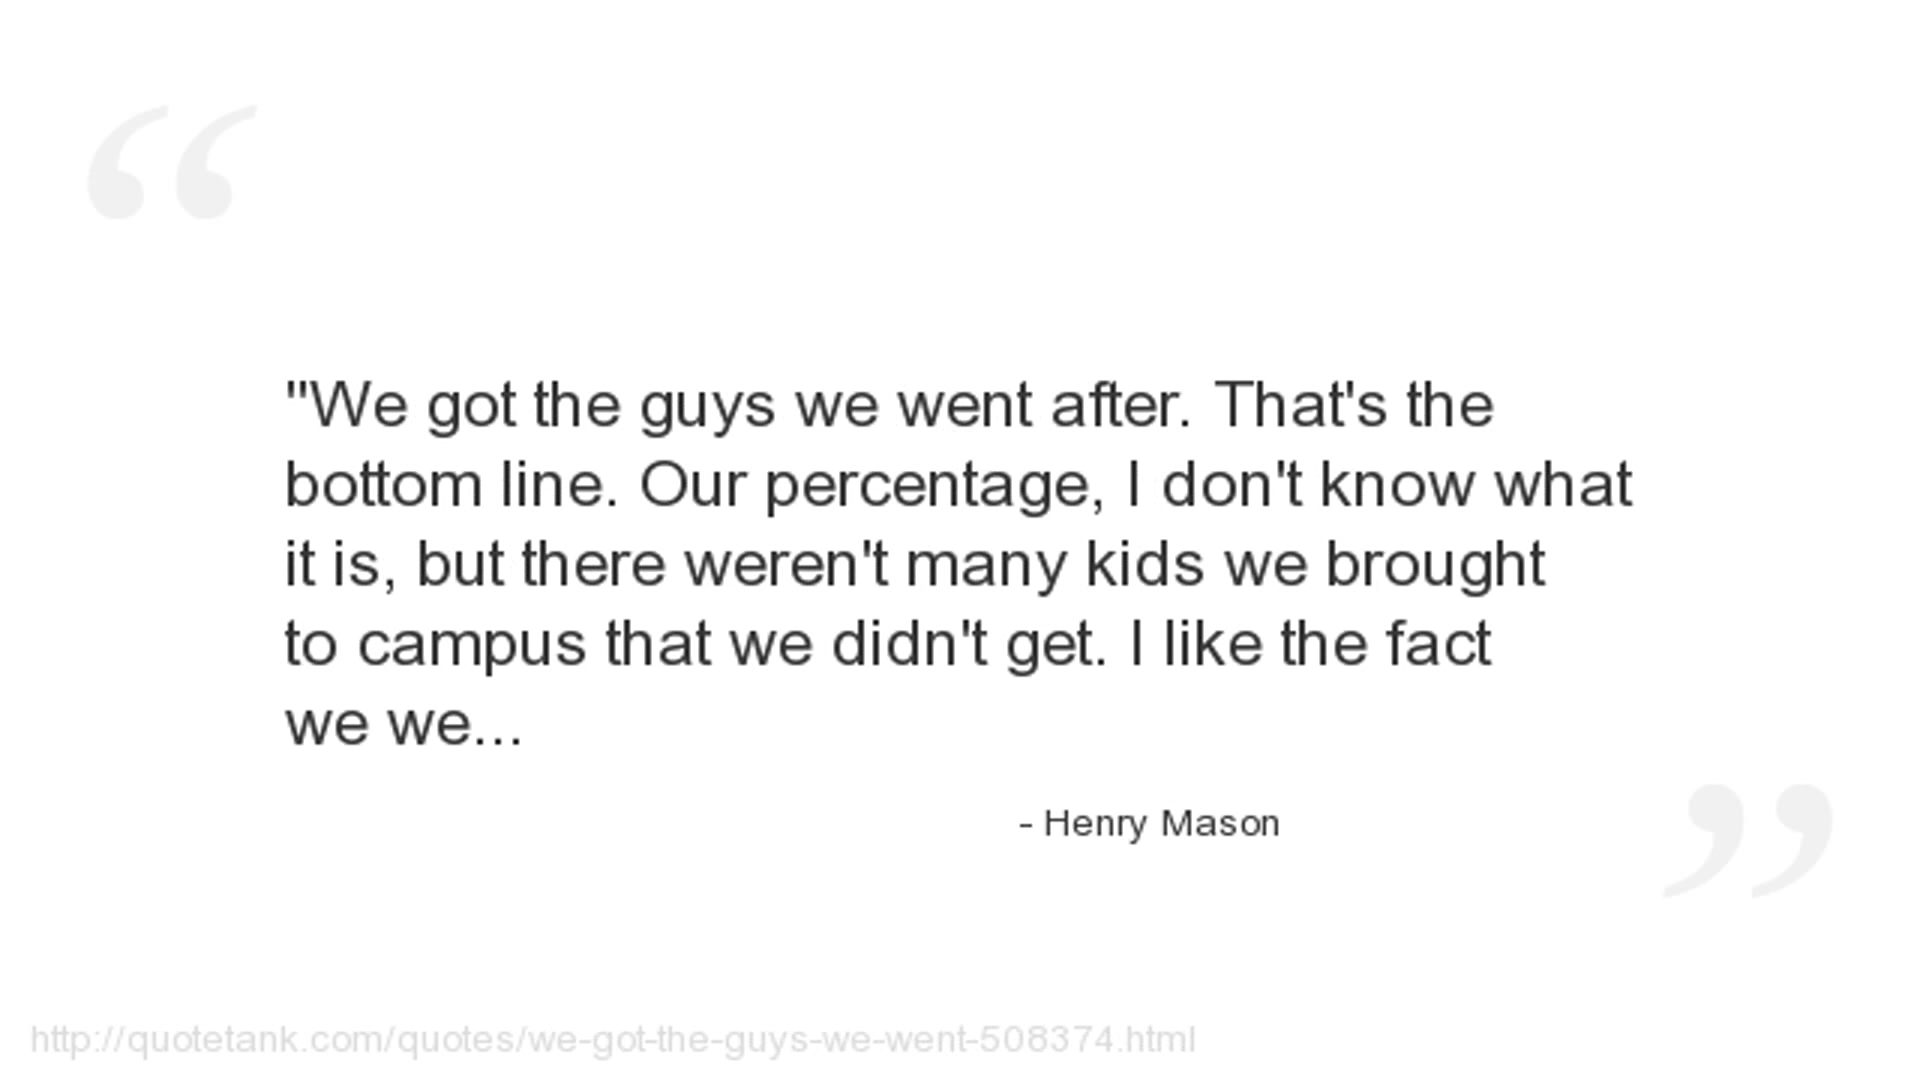 "We got the guys we went after. That's the
bottom line. Our percentage, I don't know what
it is, but there weren't many kids we brought
to campus that we didn't get. I like the fact
we we...
- Henry Mason
http://quotetank.com/quotes/we-got-the-guys-we-went-508374.html